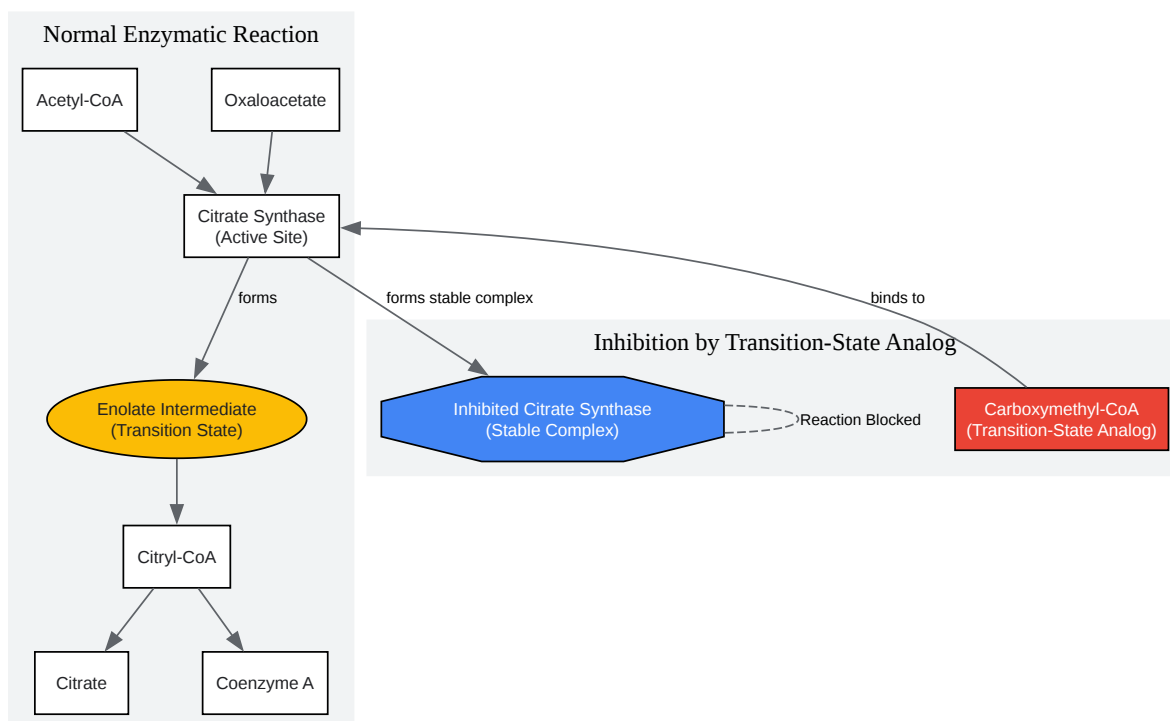 Normal Enzymatic Reaction
Acetyl-CoA
Oxaloacetate
Citrate Synthase
(Active Site)
forms
forms stable complex
binds to
Inhibition by Transition-State Analog
Enolate Intermediate
(Transition State)
Inhibited Citrate Synthase
(Stable Complex)
Reaction Blocked
Carboxymethyl-CoA
(Transition-State Analog)
Citryl-CoA
Citrate
Coenzyme A